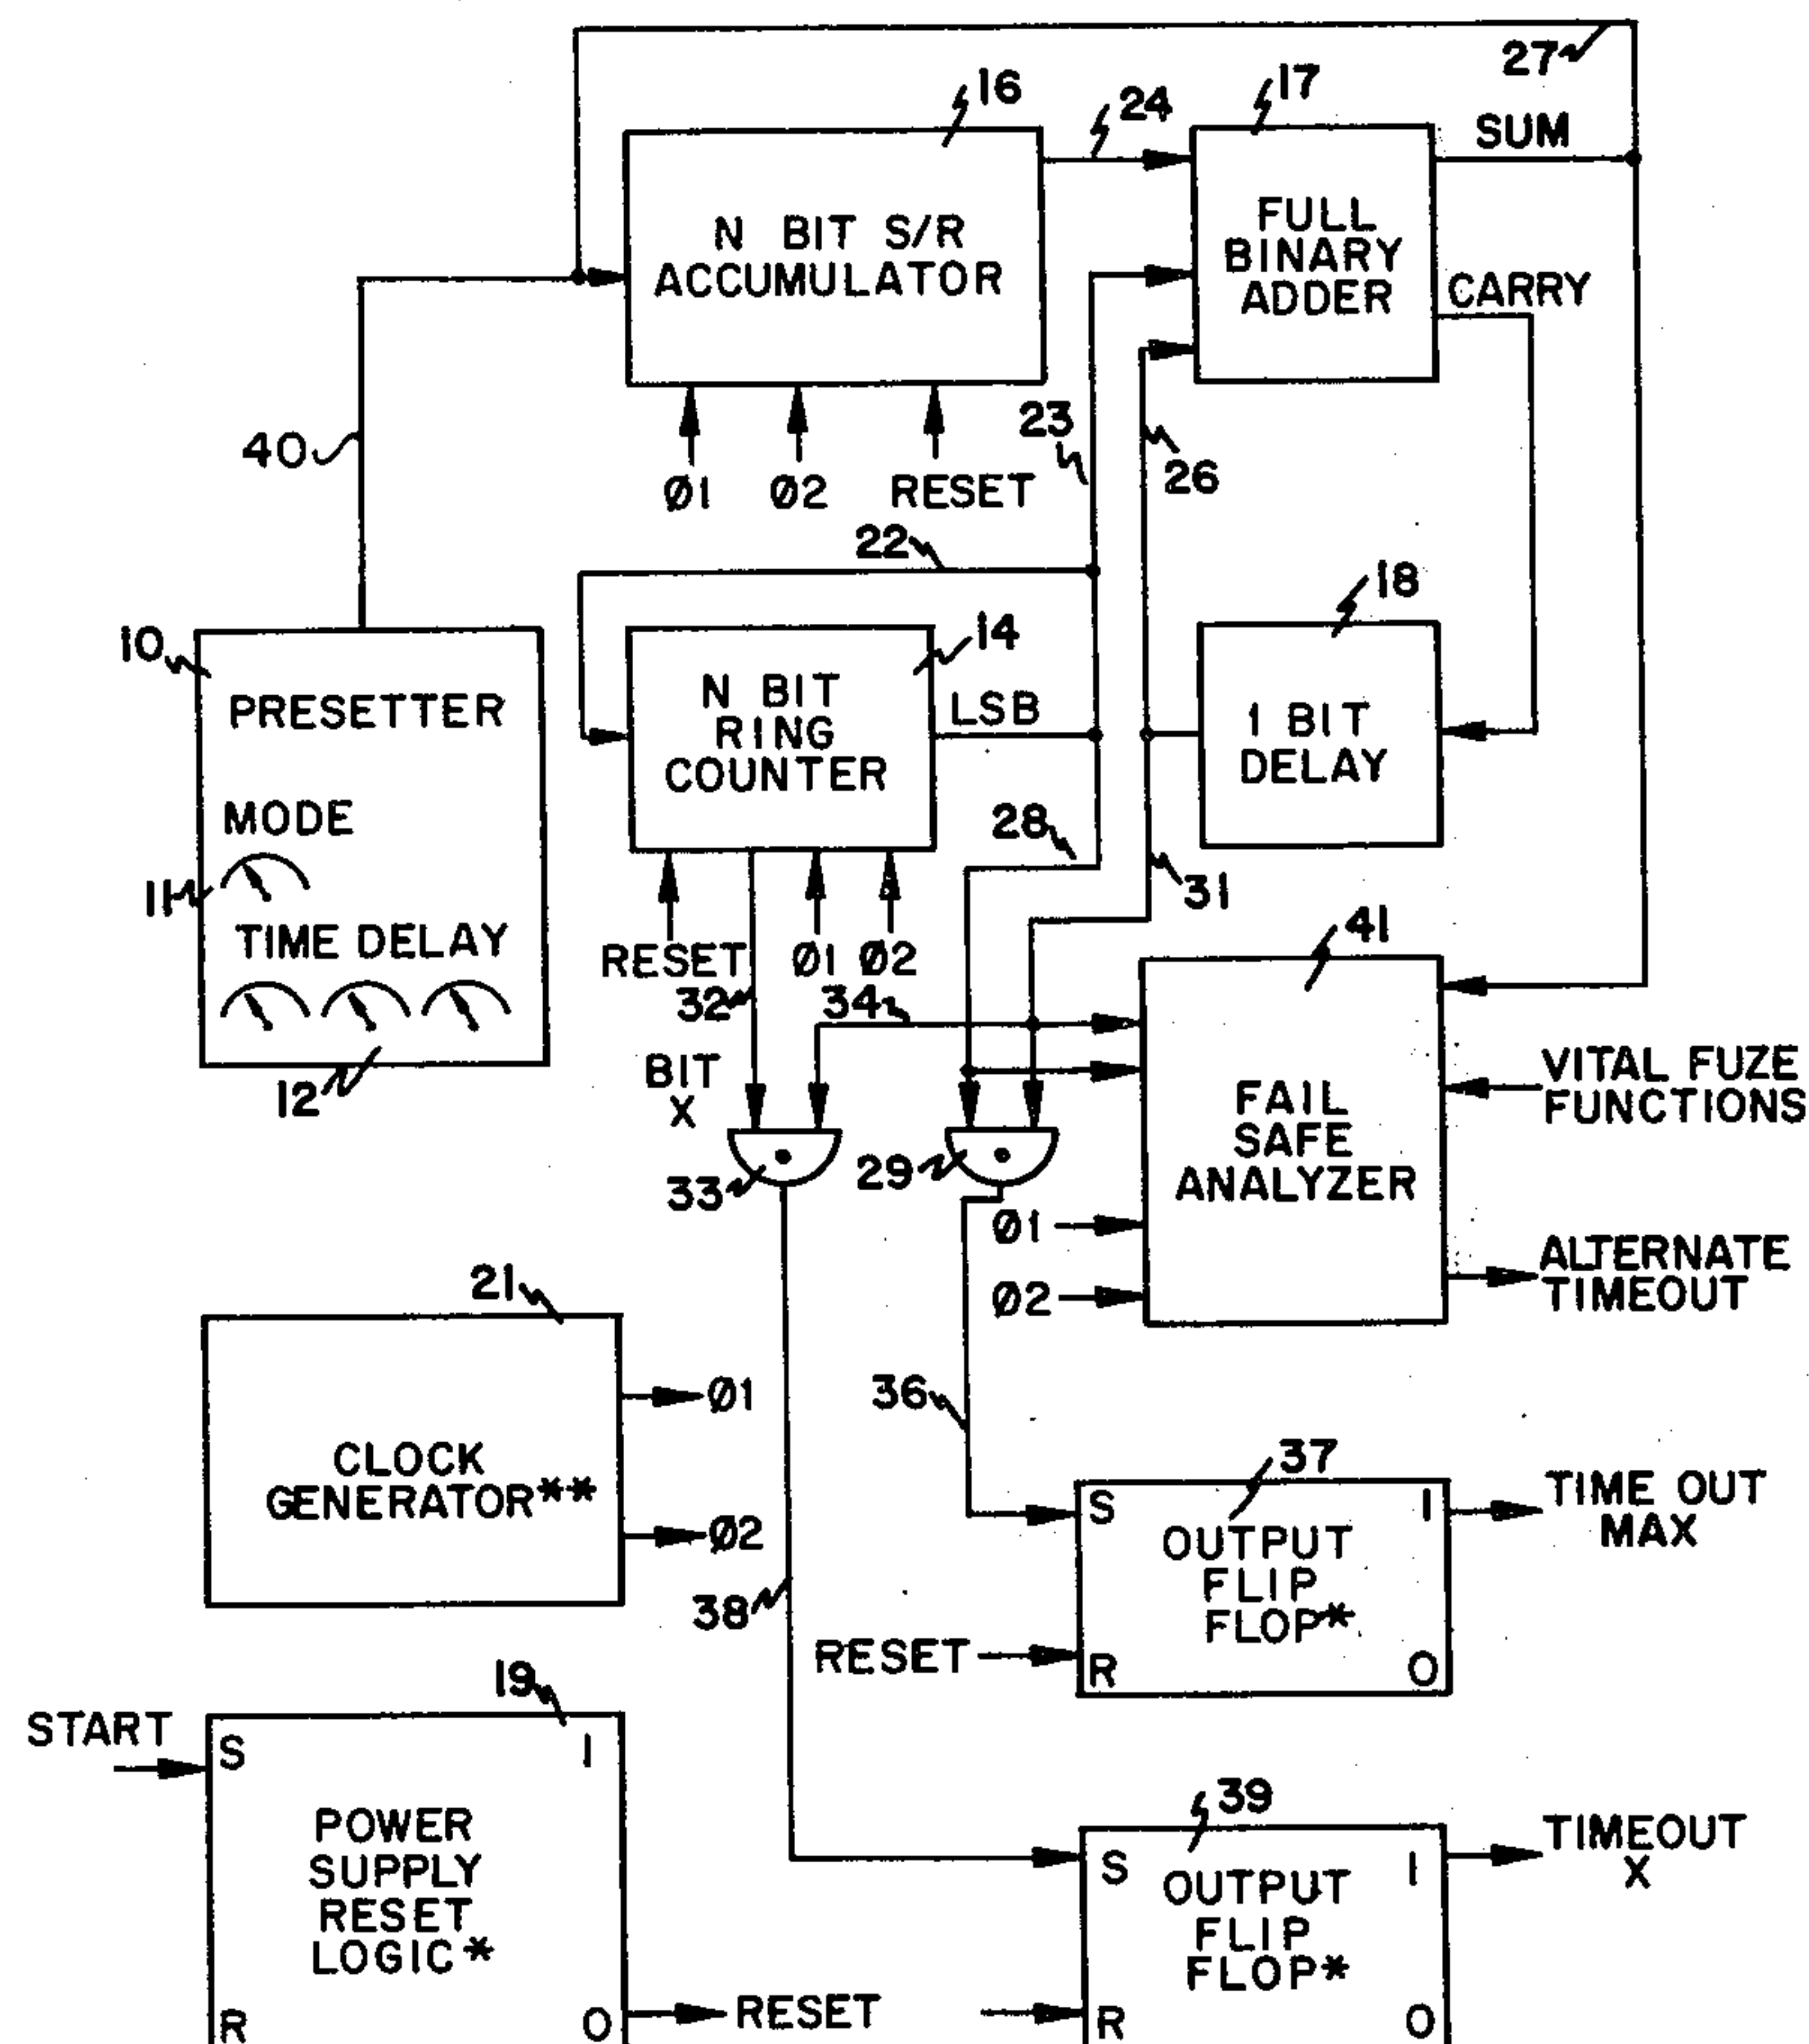 27
16
24
17
SUM
N BIT S/R
ACCUMULATOR
FULL
BINARY
ADDER
CARRY
40
Ø1
Ø2
RESET
23
26
22
18
10
PRESETTER
14
N BIT
RING
COUNTER
LSB
1 BIT
DELAY
MODE
11
28
31
TIME DELAY
RESET
Ø1
Ø2
41
32
34
12
BIT
X
VITAL FUZE
FUNCTIONS
FAIL
SAFE
ANALYZER
33
29
Ø1
Ø2
ALTERNATE
TIMEOUT
21
CLOCK
GENERATOR**
Ø1
Ø2
36
37
S
1
OUTPUT
FLIP
FLOP*
TIME OUT
MAX
38
RESET
R
O
19
START
S
1
POWER
SUPPLY
RESET
LOGIC*
R
O
RESET
39
S
1
OUTPUT
FLIP
FLOP*
TIMEOUT
X
R
O